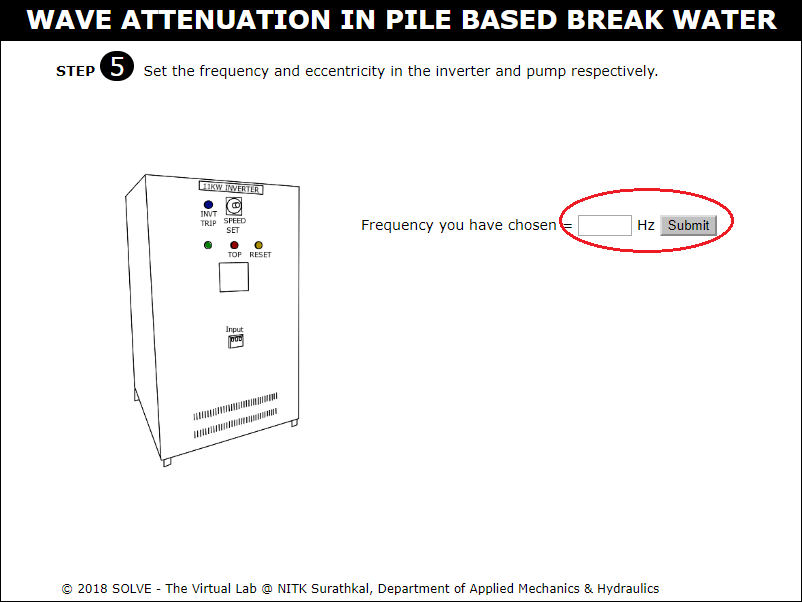 WAVE ATTENUATION IN PILE BASED BREAK WATER
STEP 5 Set the frequency and eccentricity in the inverter and pump respectively.
11KW INVERTER
INVT TRIP
SPEED SET
TOP RESET
Input
Frequency you have chosen = Hz Submit
© 2018 SOLVE - The Virtual Lab @ NITK Surathkal, Department of Applied Mechanics & Hydraulics